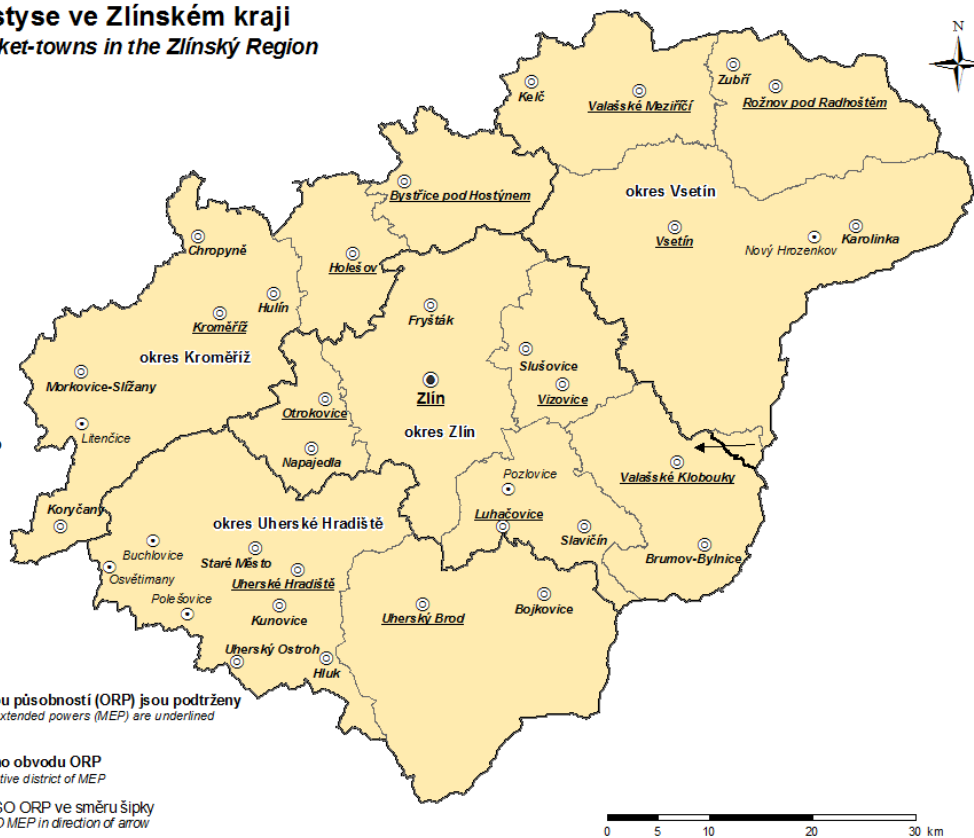 styse ve Zlínském kraji
ket-towns in the Zlínský Region
N
Zubří
Kelč
Valašské Meziříčí
Rožnov pod Radhoštěm
Bystřice pod Hostýnem
okres Vsetín
Vsetín
Karolinka
Nový Hrozenkov
Chropyně
Holešov
Hulín
Fryšták
Kroměříž
okres Kroměříž
Slušovice
Morkovice-Slížany
Zlín
Vizovice
Otrokovice
okres Zlín
Litenčice
Napajedla
Pozlovice
Valašské Klobouky
Koryčany
okres Uherské Hradiště
Luhačovice
Slavičín
Buchlovice
Staré Město
Brumov-Bylnice
Osvětimany
Uherské Hradiště
Polešovice
Kunovice
Uherský Brod
Bojkovice
Uherský Ostroh
Hluk
ou působností (ORP) jsou podtrženy
xtended powers (MEP) are underlined
no obvodu ORP
tive district of MEP
SO ORP ve směru šipky
O MEP in direction of arrow
0 5 10 20 30 km